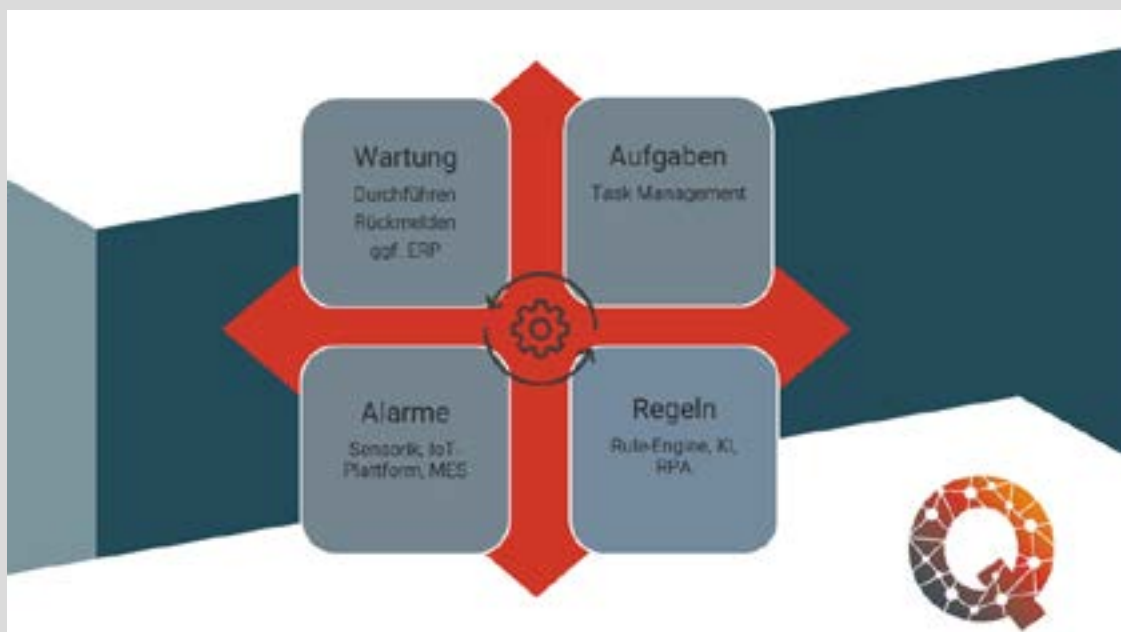 Wartung
Durchführen
Rückmelden
ggf. ERP
Aufgaben
Task Management
Alarme
Sensorik, IoT-
Plattform, MES
Regeln
Rule-Engine, KI,
RPA
Q